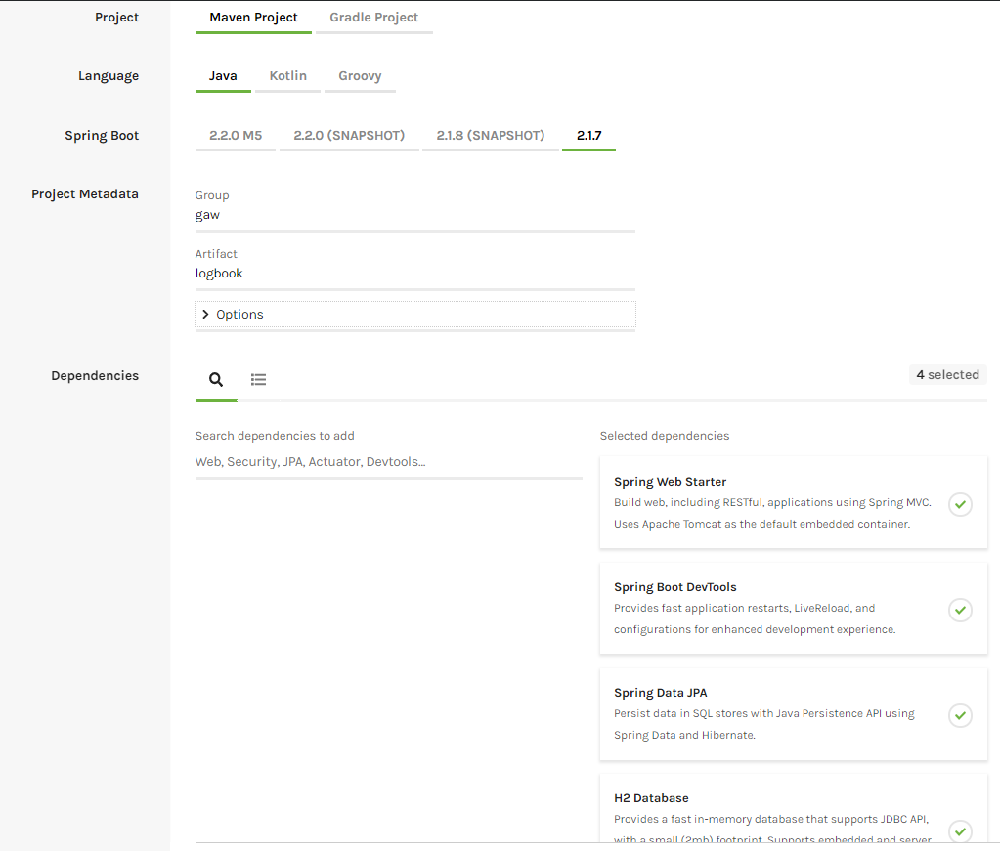 Project
Maven Project Gradle Project
Language
Java Kotlin Groovy
Spring Boot
2.2.0 M5 2.2.0 (SNAPSHOT) 2.1.8 (SNAPSHOT) 2.1.7
Project Metadata
Group
gaw
Artifact
logbook
Options
Dependencies
4 selected
Search dependencies to add
Web, Security, JPA, Actuator, Devtools...
Selected dependencies
Spring Web Starter
Build web, including RESTful, applications using Spring MVC.
Uses Apache Tomcat as the default embedded container.
Spring Boot DevTools
Provides fast application restarts, LiveReload, and
configurations for enhanced development experience.
Spring Data JPA
Persist data in SQL stores with Java Persistence API using
Spring Data and Hibernate.
H2 Database
Provides a fast in-memory database that supports JDBC API,
with a small (2mb) footprint. Supports embedded and server